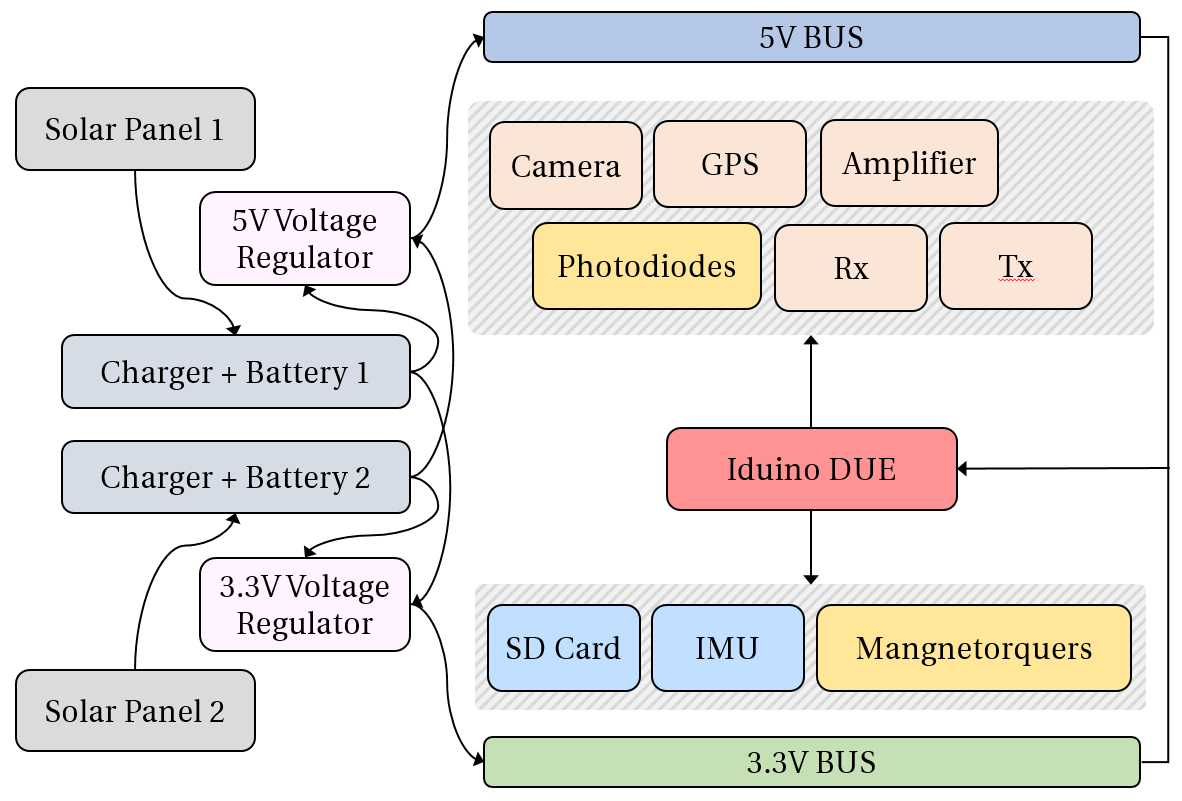 5V BUS
Solar Panel 1
Camera
GPS
Amplifier
5V Voltage
Regulator
Photodiodes
Rx
Tx
Charger + Battery 1
Charger + Battery 2
Iduino DUE
3.3V Voltage
Regulator
SD Card
IMU
Mangnetorquers
Solar Panel 2
3.3V BUS